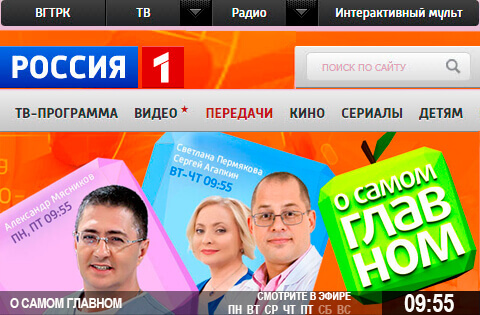 ВГТРК ТВ Радио Интерактивный мульт
РОССИЯ 1
ПОИСК ПО САЙТУ
ТВ-ПРОГРАММА ВИДЕО * ПЕРЕДАЧИ КИНО СЕРИАЛЫ ДЕТЯМ
Александр Мясников
ПН, ПТ 09:55
Светлана Пермякова
Сергей Агапкин
ВТ-ЧТ 09:55
О САМОМ
ГЛАВ
НОМ
О САМОМ ГЛАВНОМ
СМОТРИТЕ В ЭФИРЕ
ПН ВТ СР ЧТ ПТ СБ ВС
09:55